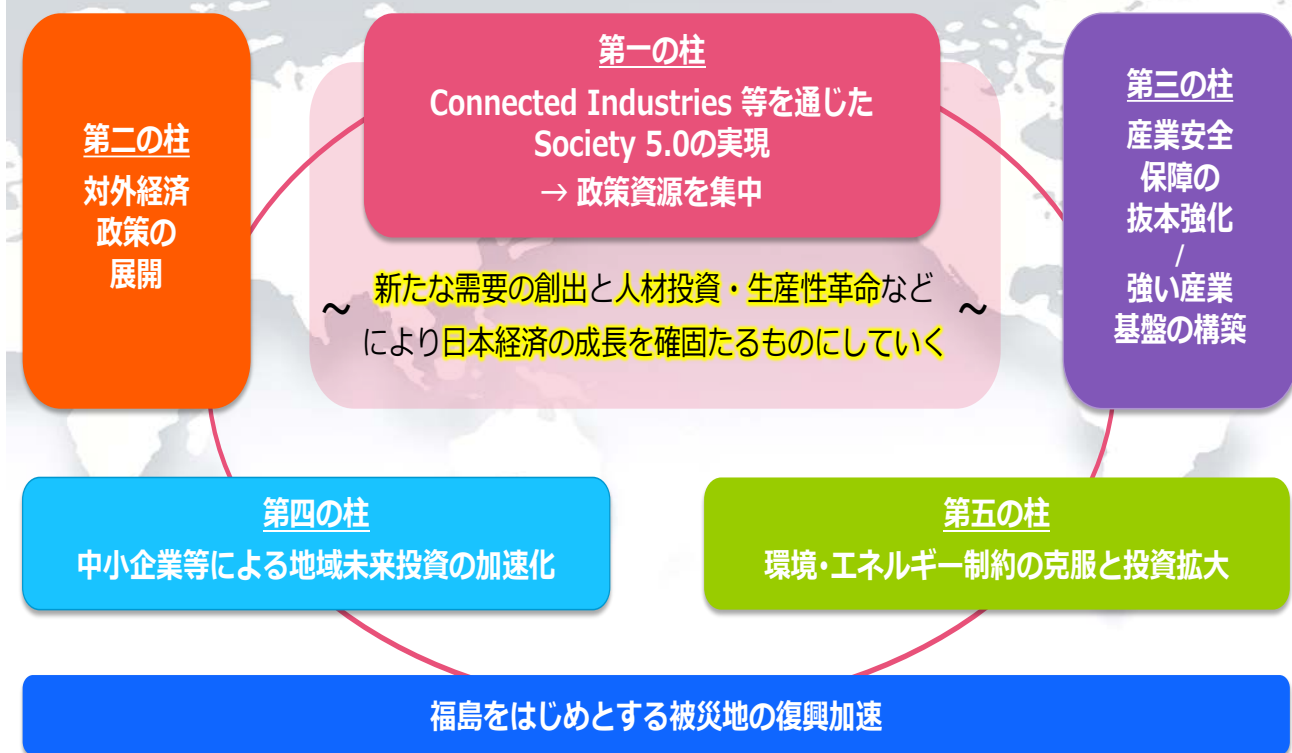 第一の柱
Connected Industries 等を通じた
Society 5.0の実現
→ 政策資源を集中
第二の柱
対外経済
政策の
展開
第三の柱
産業安全
保障の
抜本強化
/
強い産業
基盤の構築
~ 新たな需要の創出と人材投資・生産性革命など ~
により日本経済の成長を確固たるものにしていく
第四の柱
中小企業等による地域未来投資の加速化
第五の柱
環境・エネルギー制約の克服と投資拡大
福島をはじめとする被災地の復興加速